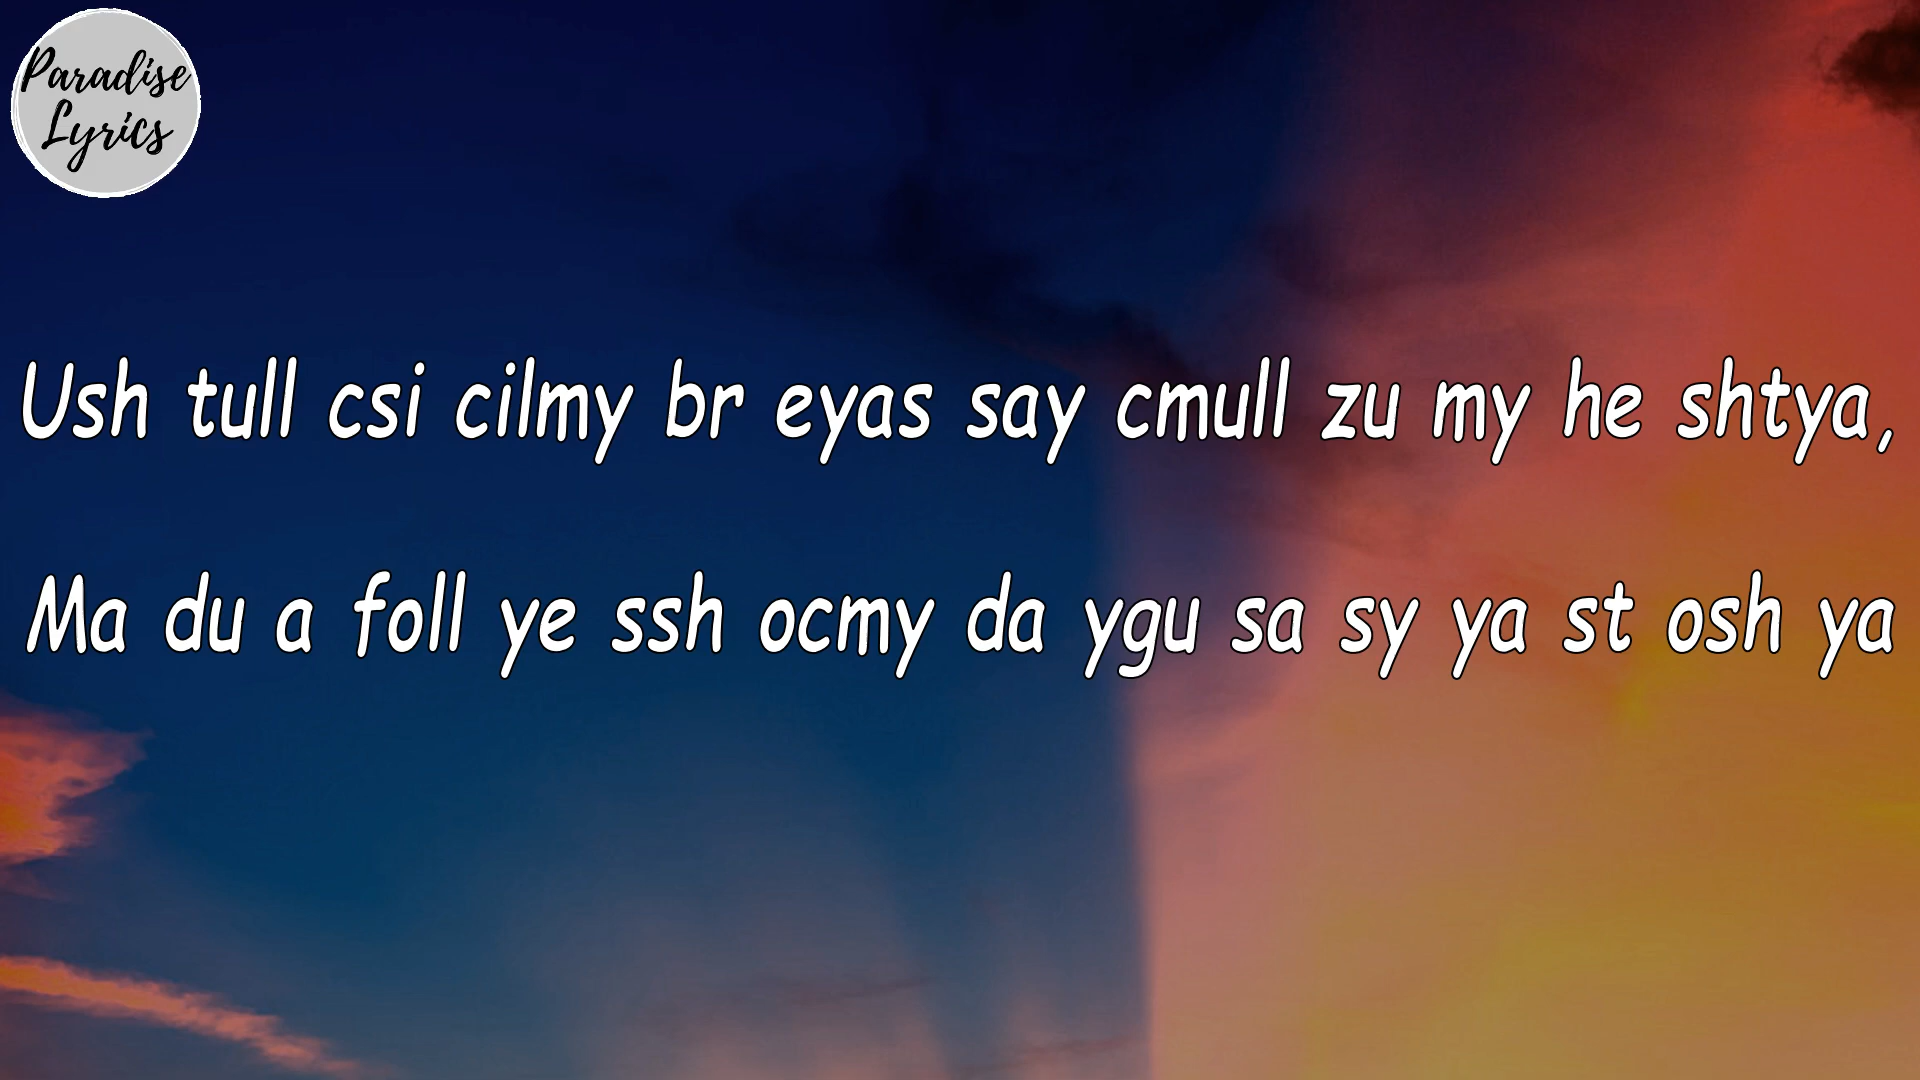 Paradise
Lyrics
Ush tull csi cilmy br eyas say cmull zu my he shtya,
Ma du a foll ye ssh ocmy da ygu sa sy ya st osh ya